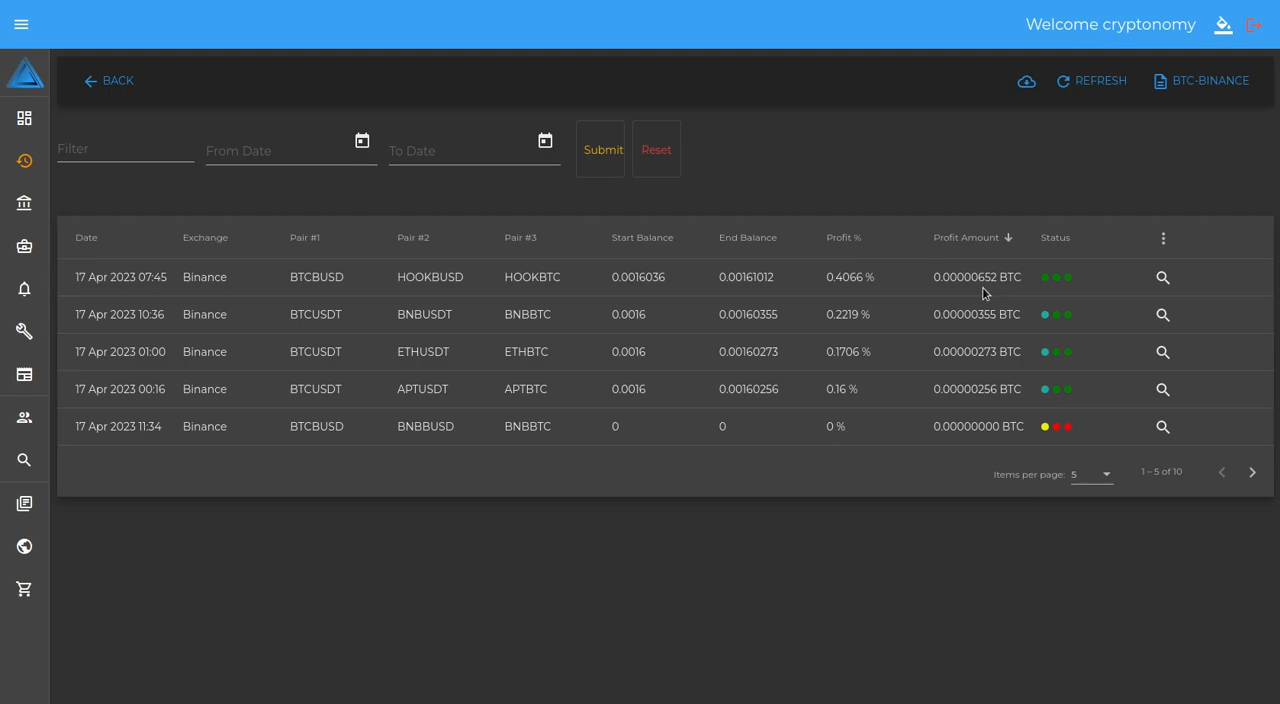 Welcome cryptonomy
BACK REFRESH BTC-BINANCE
Filter From Date To Date Submit Reset
Date Exchange Pair #1 Pair #2 Pair #3 Start Balance End Balance Profit % Profit Amount Status
17 Apr 2023 07:45 Binance BTCBUSD HOOKBUSD HOOKBTC 0.0016036 0.00161012 0.4066 % 0.00000652 BTC
17 Apr 2023 10:36 Binance BTCUSDT BNBUSDT BNBBTC 0.0016 0.00160355 0.2219 % 0.00000355 BTC
17 Apr 2023 01:00 Binance BTCUSDT ETHUSDT ETHBTC 0.0016 0.00160273 0.1706 % 0.00000273 BTC
17 Apr 2023 00:16 Binance BTCUSDT APTUSDT APTBTC 0.0016 0.00160256 0.16 % 0.00000256 BTC
17 Apr 2023 11:34 Binance BTCBUSD BNBBUSD BNBBTC 0 0 0 % 0.00000000 BTC
Items per page: 5 1 – 5 of 10